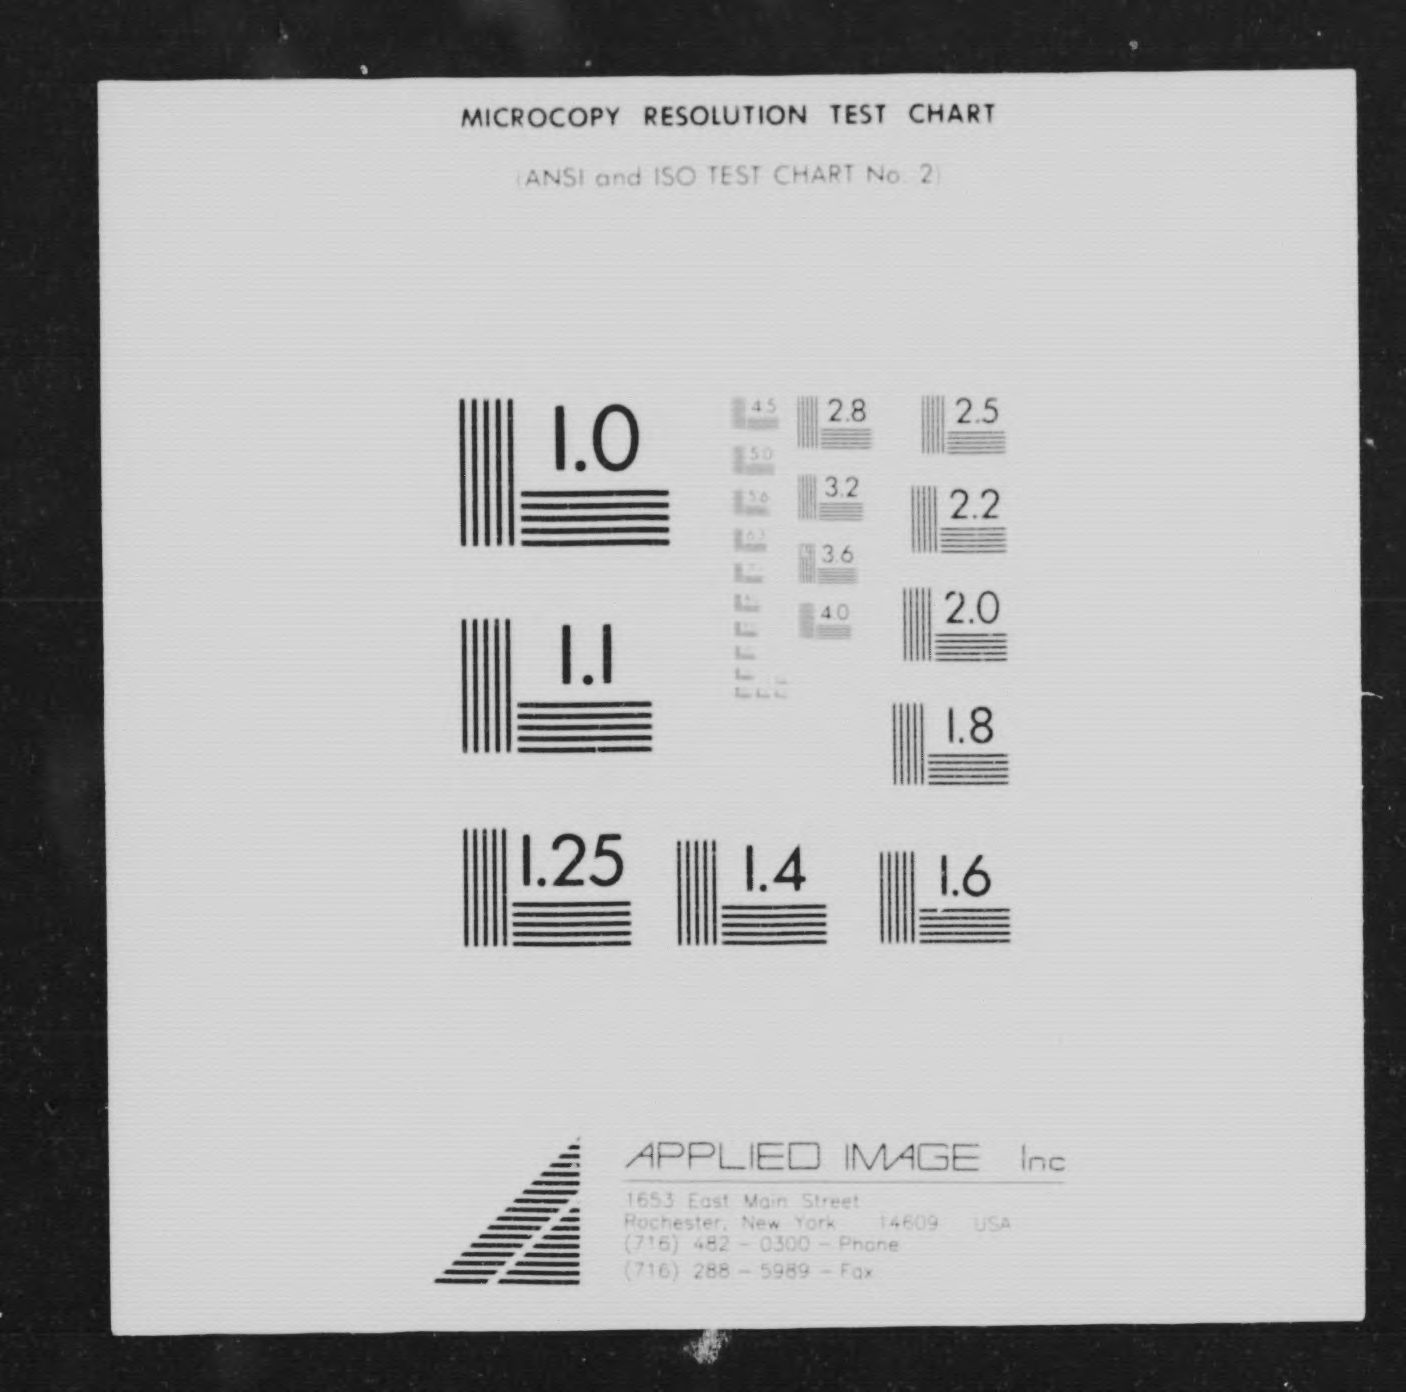 MICROCOPY RESOLUTION TEST CHART
(ANSI and ISO TEST CHART No. 2)
1.0
1.1
1.25
1.4
1.6
1.8
2.0
2.2
2.5
2.8
3.2
3.6
4.0
4.5
5.0
5.6
6.3
APPLIED IMAGE Inc
1653 East Main Street
Rochester, New York 14609 USA
(716) 482 - 0300 - Phone
(716) 288 - 5989 - Fax